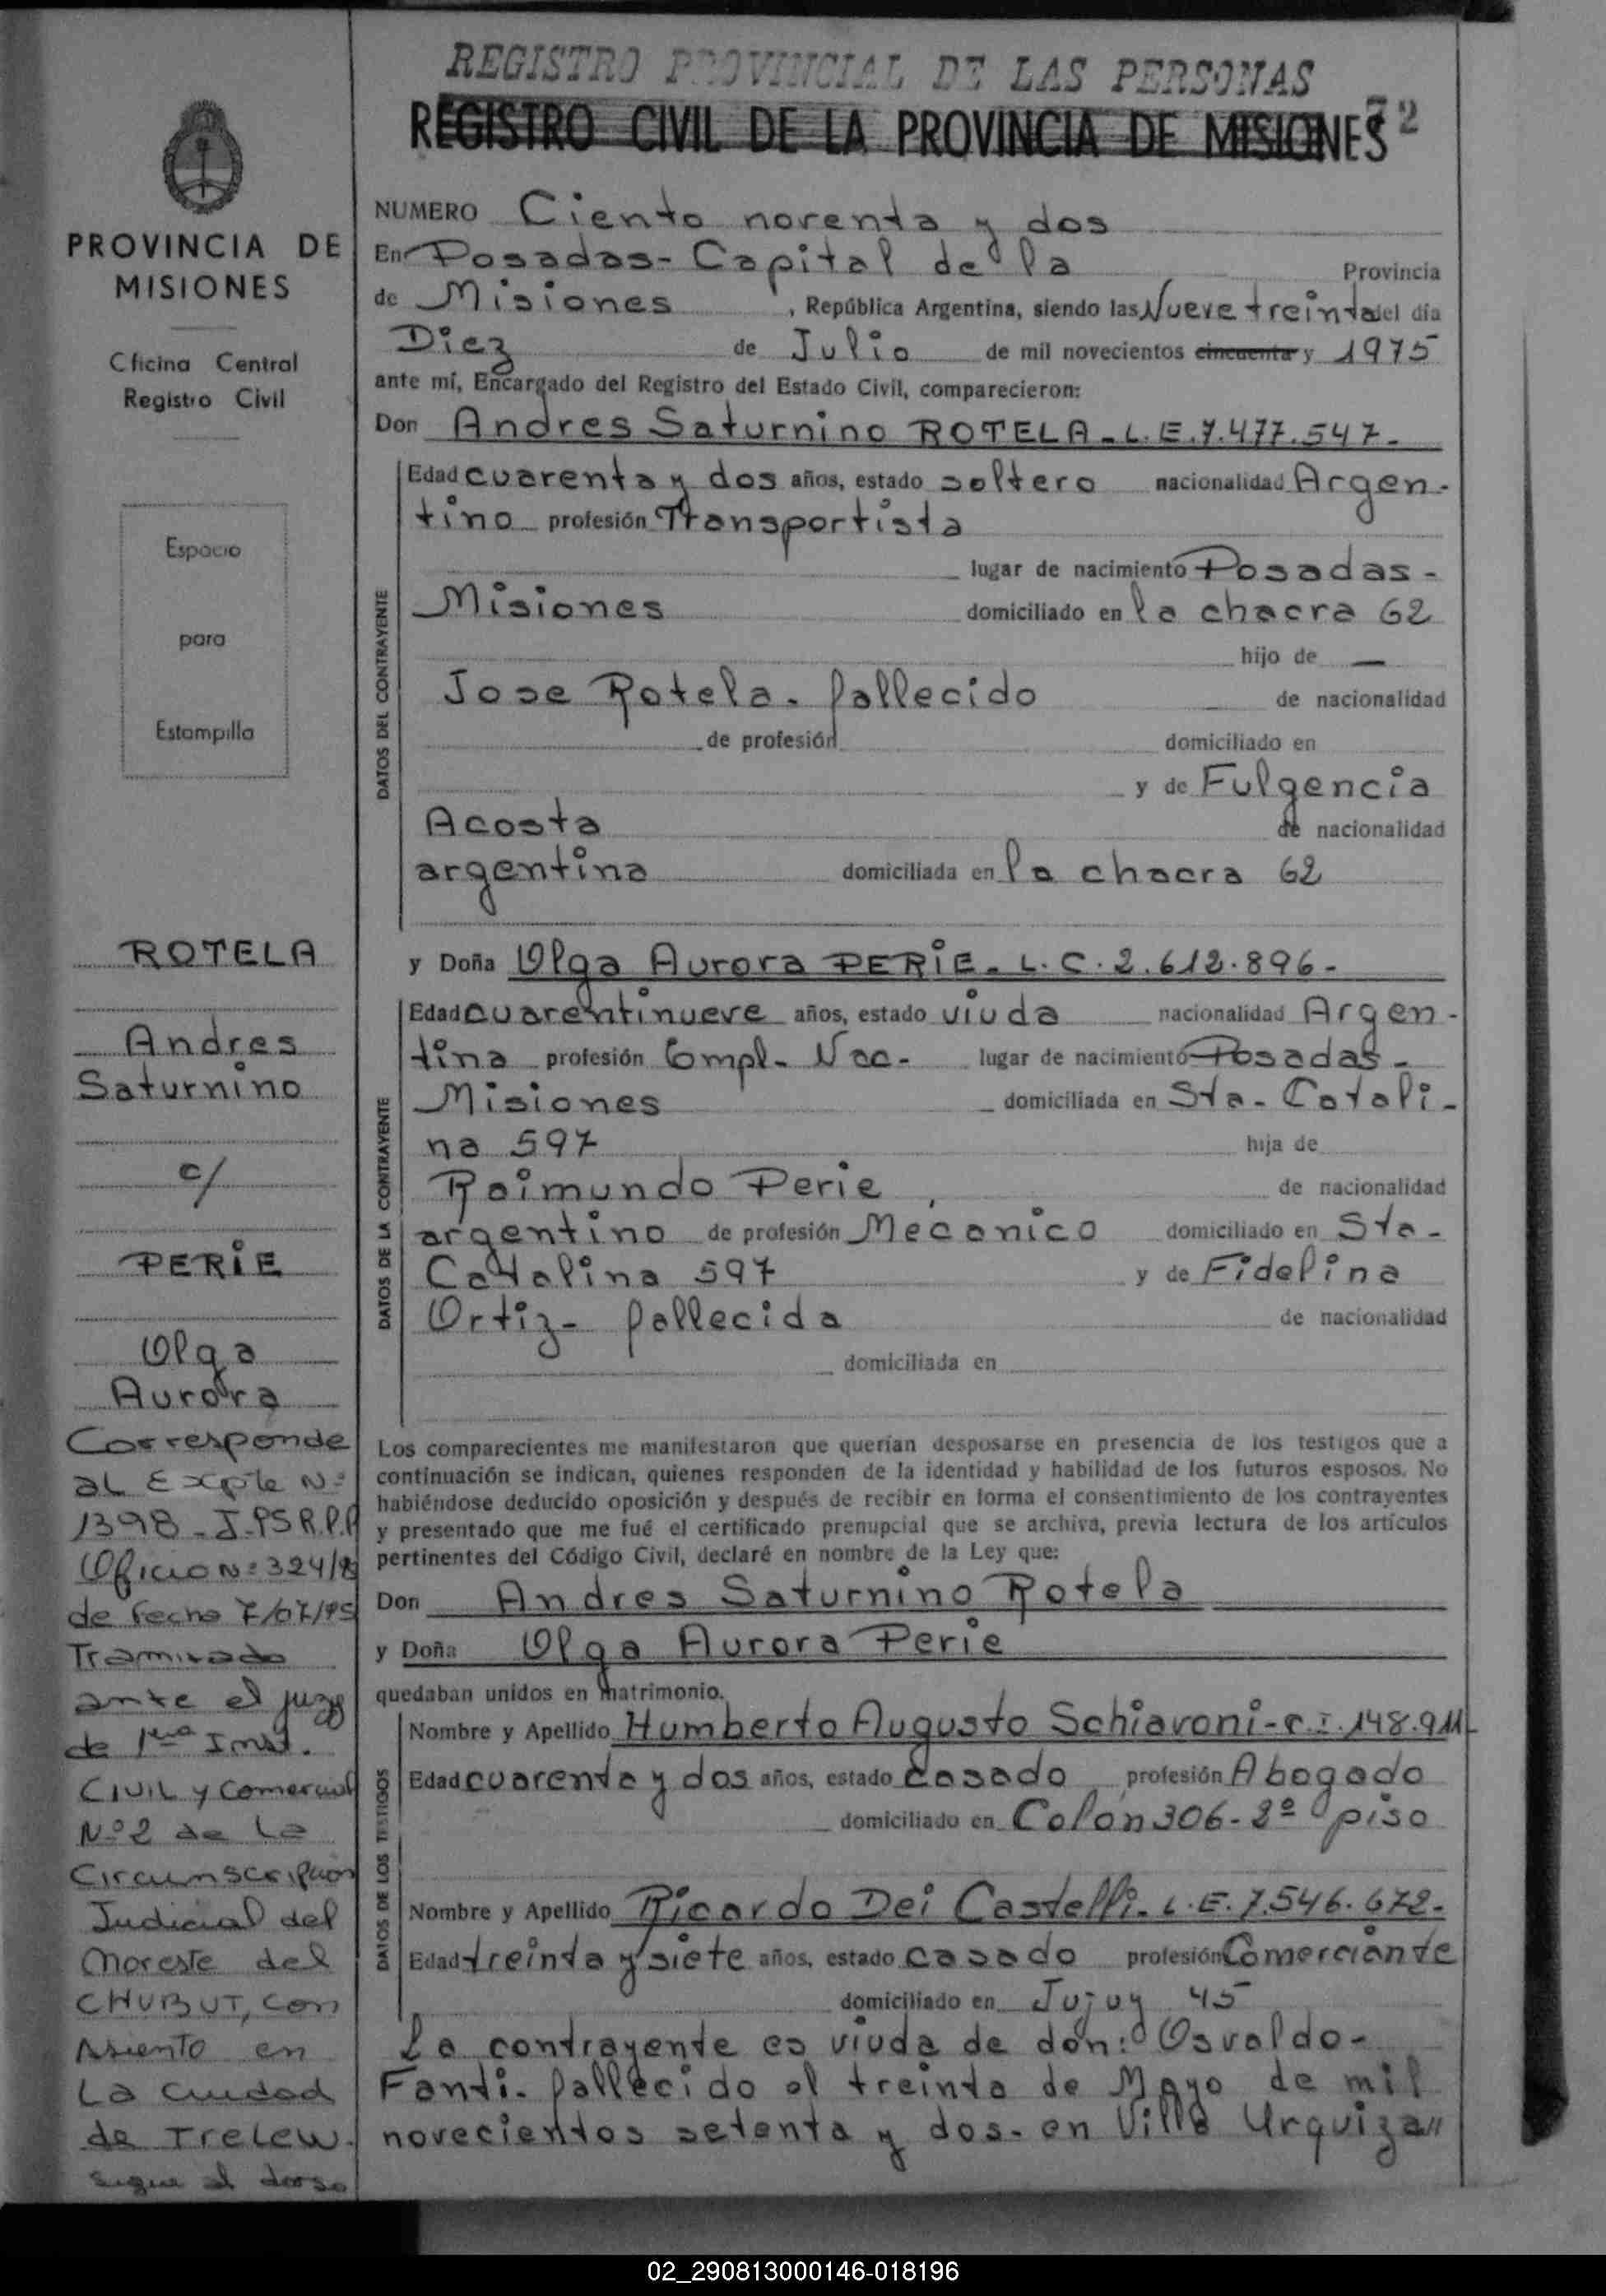 REGISTRO PROVINCIAL DE LAS PERSONAS
REGISTRO CIVIL DE LA PROVINCIA DE MISIONES
72
PROVINCIA DE
MISIONES
Oficina Central
Registro Civil
Espacio
para
Estampilla
ROTELA
Andres
Saturnino
c/
PERIE
Olga
Aurora
Corresponde
al Expte Nº
1398-J-PSR.P.A
Oficio Nº 324/8
de fecha 7/07/
Tramitado
ante el juzg
de 1ra Inst.
CIVIL y Comercial
Nº 2 de La
Circunscripcion
Judicial del
Noreste del
CHUBUT, con
Asiento en
La Ciudad
de Trelew.
sigue al dorso
NUMERO Ciento noventa y dos
En Posadas - Capital de la Provincia
de Misiones, República Argentina, siendo las Nueve treinta del día
Diez de Julio de mil novecientos cincuenta y 1975
ante mí, Encargado del Registro del Estado Civil, comparecieron:
Don Andres Saturnino ROTELA - L.E. 7.477.547-
DATOS DEL CONTRAYENTE
Edad cuarenta y dos años, estado soltero nacionalidad Argen-
tino profesión Transportista
lugar de nacimiento Posadas -
Misiones domiciliado en la chacra 62
hijo de —
Jose Rotela - fallecido de nacionalidad
de profesión domiciliado en
y de Fulgencia
Acosta de nacionalidad
argentina domiciliada en la chacra 62
y Doña Olga Aurora PERIE - L.C. 2.612.896-
DATOS DE LA CONTRAYENTE
Edad cuarentinueve años, estado viuda nacionalidad Argen-
tina profesión Empl- Nac- lugar de nacimiento Posadas -
Misiones domiciliada en Sta- Catali-
na 597 hija de
Raimundo Perie, de nacionalidad
argentino de profesión Mecanico domiciliado en Sta-
Catalina 597 y de Fidelina
Ortiz - fallecida de nacionalidad
domiciliada en
Los comparecientes me manifestaron que querían desposarse en presencia de los testigos que a
continuación se indican, quienes responden de la identidad y habilidad de los futuros esposos. No
habiéndose deducido oposición y después de recibir en forma el consentimiento de los contrayentes
y presentado que me fué el certificado prenupcial que se archiva, previa lectura de los artículos
pertinentes del Código Civil, declaré en nombre de la Ley que:
Don Andres Saturnino Rotela
y Doña Olga Aurora Perie
quedaban unidos en matrimonio.
DATOS DE LOS TESTIGOS
Nombre y Apellido Humberto Augusto Schiavoni - C.I. 148.911
Edad cuarenta y dos años, estado casado profesión Abogado
domiciliado en Colón 306 - 2º piso
Nombre y Apellido Ricardo Dei Castelli - L.E. 7.546.672-
Edad treinta y siete años, estado casado profesión Comerciante
domiciliado en Jujuy 45
La contrayente es viuda de don: Osvaldo -
Fanti - fallecido el treinta de Mayo de mil
novecientos setenta y dos - en Villa Urquiza //
02_290813000146-018196